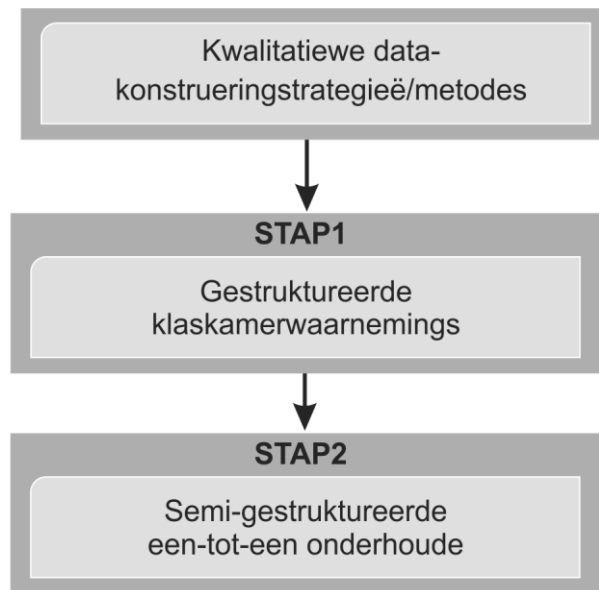 Kwalitatiewe data-
konstrueringstrategieë/metodes
STAP1
Gestruktureerde
klaskamerwaarnemings
STAP2
Semi-gestruktureerde
een-tot-een onderhoude